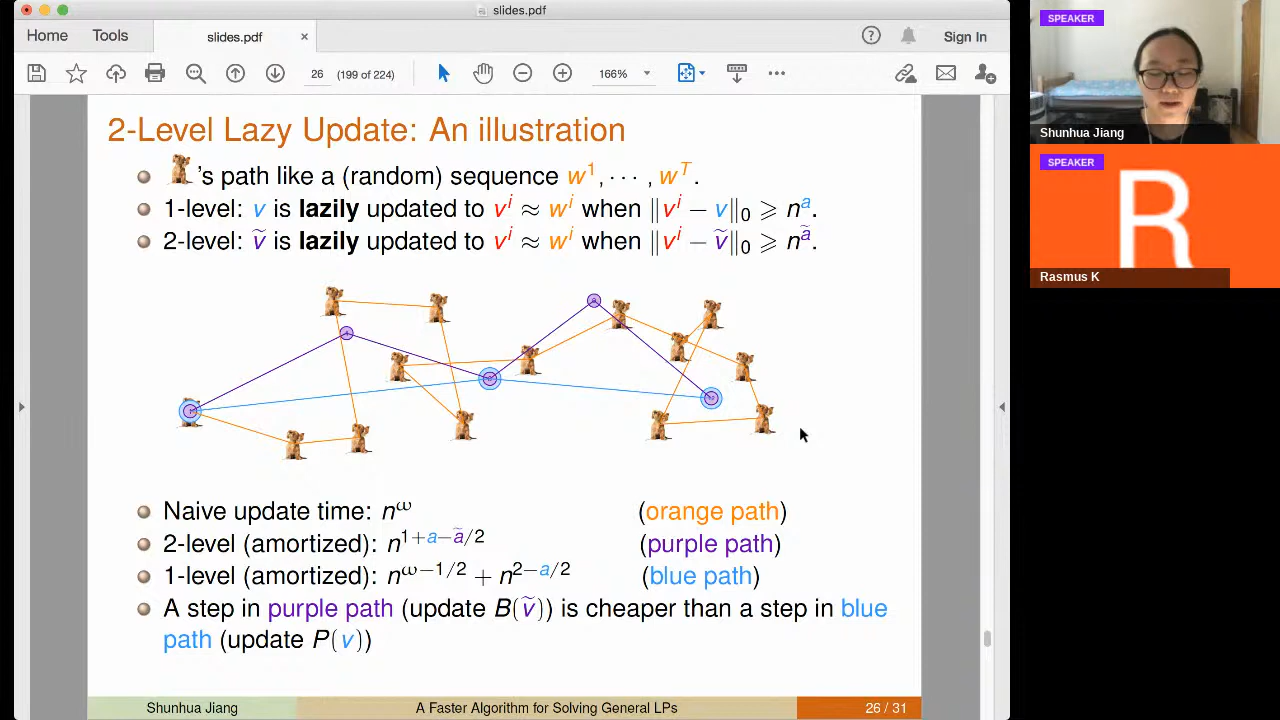 slides.pdf
Home Tools slides.pdf × Sign In
26 (199 of 224) 166%
2-Level Lazy Update: An illustration
's path like a (random) sequence w¹, ⋯ , wᵀ.
1-level: v is lazily updated to vⁱ ≈ wⁱ when ‖vⁱ − v‖₀ ⩾ nᵃ.
2-level: ṽ is lazily updated to vⁱ ≈ wⁱ when ‖vⁱ − ṽ‖₀ ⩾ n^ã.
Naive update time: n^ω (orange path)
2-level (amortized): n^{1+a−ã/2} (purple path)
1-level (amortized): n^{ω−1/2} + n^{2−a/2} (blue path)
A step in purple path (update B(ṽ)) is cheaper than a step in blue
path (update P(v))
Shunhua Jiang A Faster Algorithm for Solving General LPs 26 / 31
SPEAKER
Shunhua Jiang
SPEAKER
R
Rasmus K